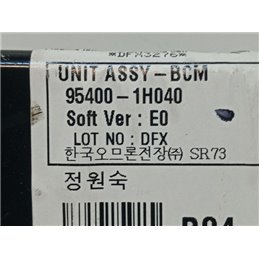 *DFM3276*
UNIT ASSY-BCM
95400-1H040
Soft Ver : E0
LOT NO : DFX
한국오므론전장(주) SR73
정원숙